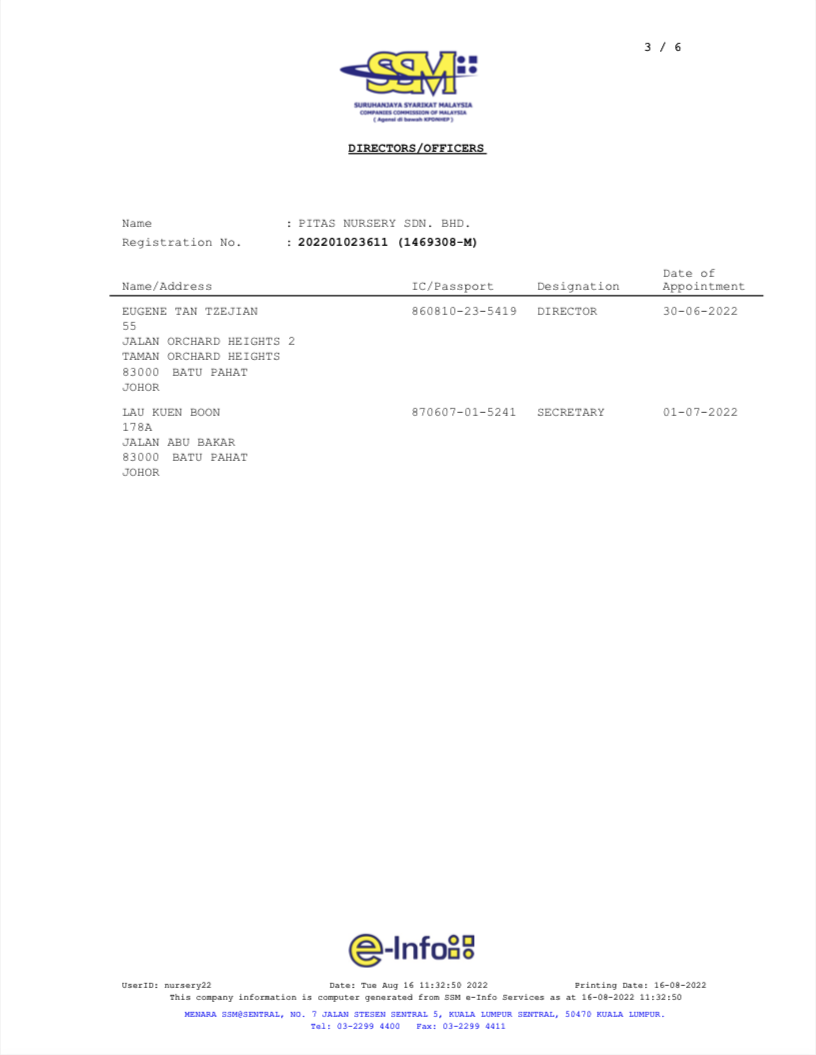 3 / 6
SSM
SURUHANJAYA SYARIKAT MALAYSIA
COMPANIES COMMISSION OF MALAYSIA
( Agensi di bawah KPDNHEP )
DIRECTORS/OFFICERS
Name : PITAS NURSERY SDN. BHD.
Registration No. : 202201023611 (1469308-M)
Date of
Name/Address IC/Passport Designation Appointment
EUGENE TAN TZEJIAN 860810-23-5419 DIRECTOR 30-06-2022
55
JALAN ORCHARD HEIGHTS 2
TAMAN ORCHARD HEIGHTS
83000 BATU PAHAT
JOHOR
LAU KUEN BOON 870607-01-5241 SECRETARY 01-07-2022
178A
JALAN ABU BAKAR
83000 BATU PAHAT
JOHOR
e-Info
UserID: nursery22 Date: Tue Aug 16 11:32:50 2022 Printing Date: 16-08-2022
This company information is computer generated from SSM e-Info Services as at 16-08-2022 11:32:50
MENARA SSM@SENTRAL, NO. 7 JALAN STESEN SENTRAL 5, KUALA LUMPUR SENTRAL, 50470 KUALA LUMPUR.
Tel: 03-2299 4400 Fax: 03-2299 4411